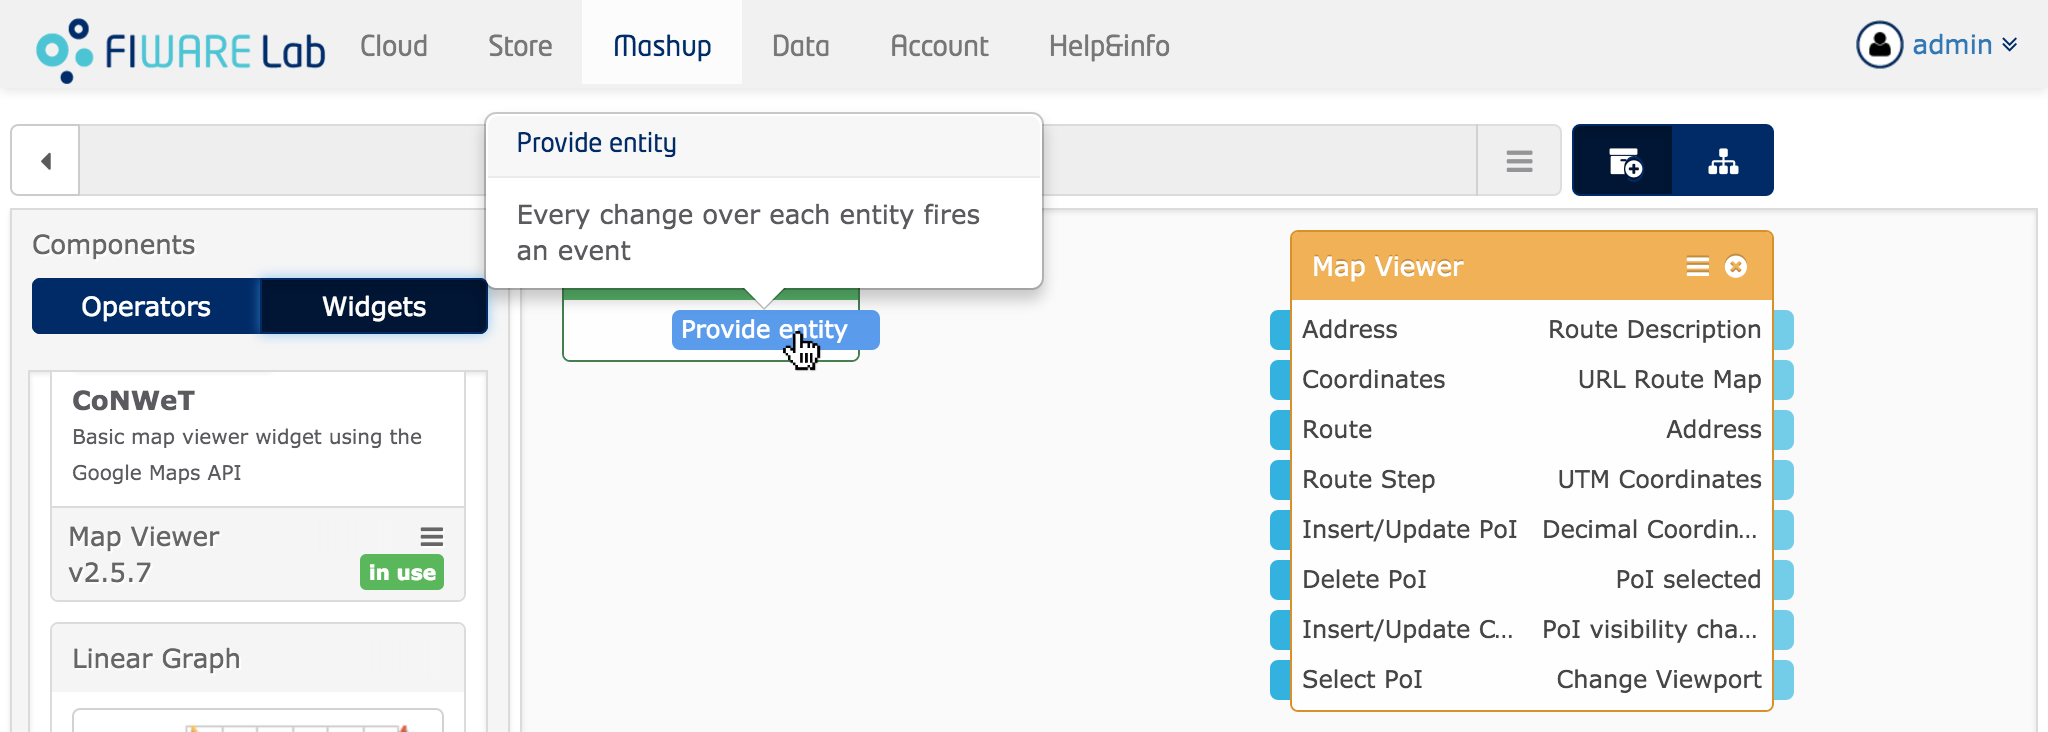 FIWARE Lab
Cloud
Store
Mashup
Data
Account
Help&info
admin
Provide entity
Every change over each entity fires
an event
Components
Operators
Widgets
CoNWeT
Basic map viewer widget using the
Google Maps API
Map Viewer
v2.5.7
in use
Linear Graph
Provide entity
Map Viewer
Address Route Description
Coordinates URL Route Map
Route Address
Route Step UTM Coordinates
Insert/Update PoI Decimal Coordin...
Delete PoI PoI selected
Insert/Update C... PoI visibility cha...
Select PoI Change Viewport